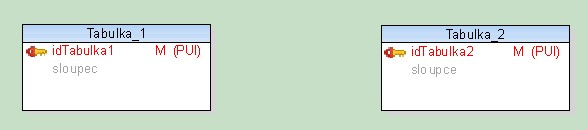 Tabulka_1
idTabulka1 M (PUI)
sloupec
Tabulka_2
idTabulka2 M (PUI)
sloupce